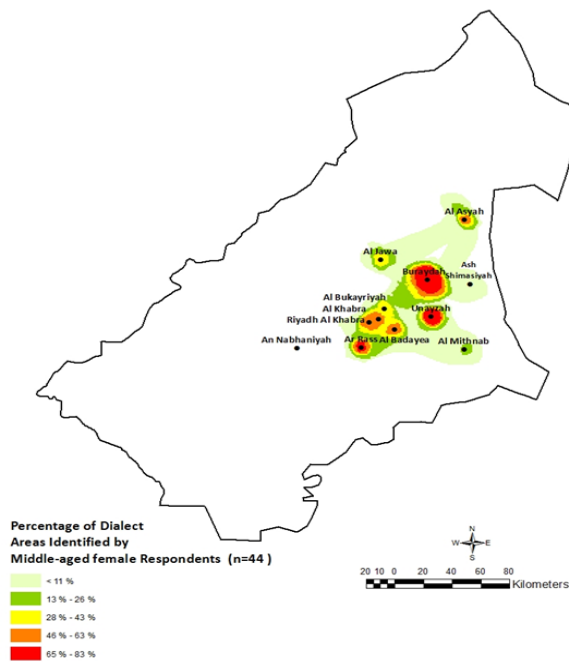 Al Asyah
Al Jawa
Ash
Shimasiyah
Buraydah
Al Bukayriyah
Al Khabra
Unayzah
Riyadh Al Khabra
An Nabhaniyah
Ar Rass
Al Badayea
Al Mithnab
Percentage of Dialect
Areas Identified by
Middle-aged female Respondents (n=44 )
< 11 %
13 % - 26 %
28 % - 43 %
46 % - 63 %
65 % - 83 %
N
W
E
S
20 10 0 20 40 60 80
Kilometers